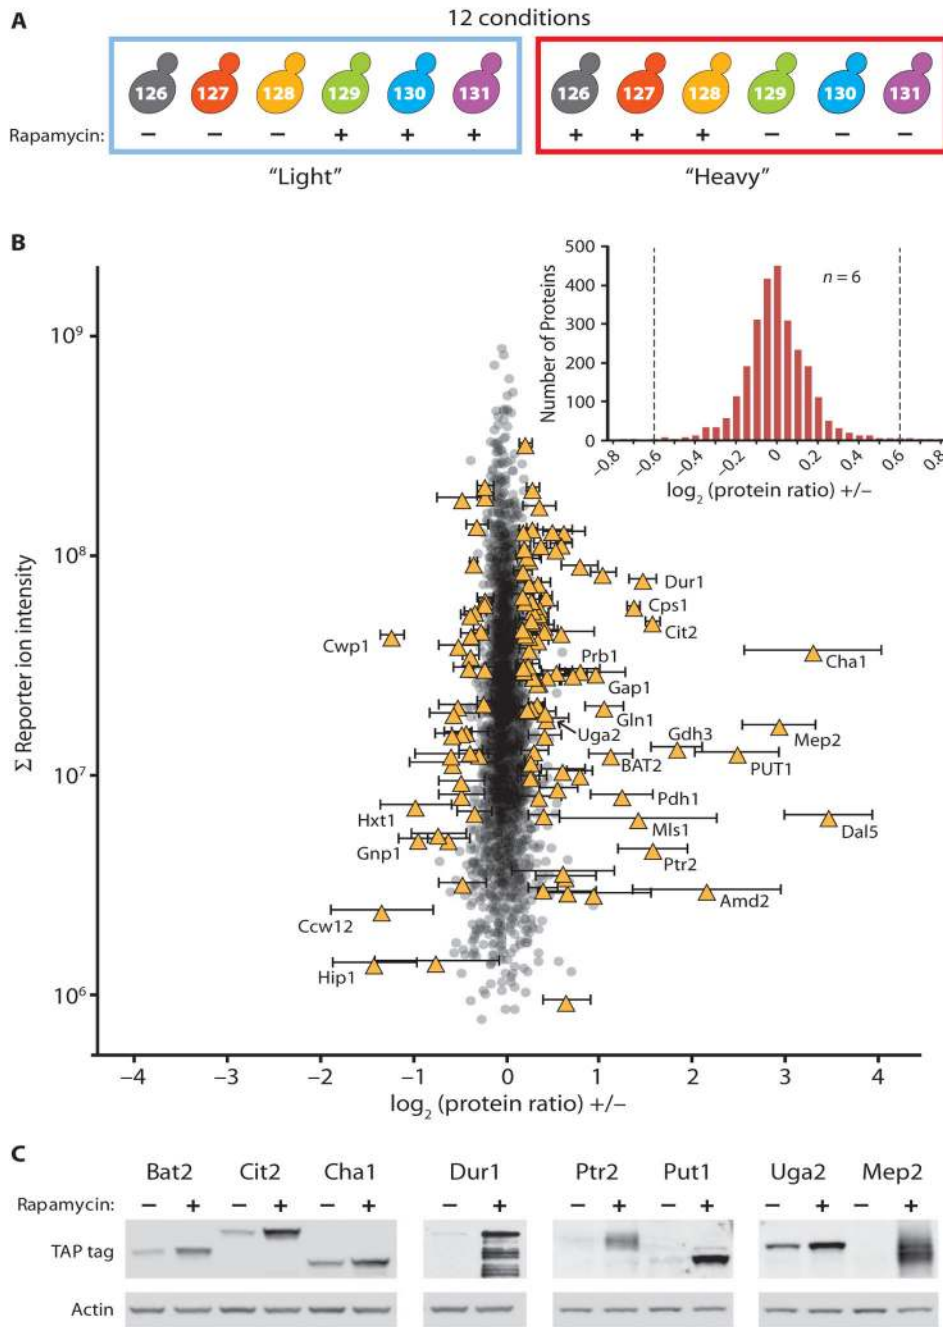 A
12 conditions
126 127 128 129 130 131 126 127 128 129 130 131
Rapamycin: – – – + + + + + + – – –
“Light” “Heavy”
B
500
400
300
200
100
0
Number of Proteins
n = 6
–0.8 –0.6 –0.2 0 0.2 0.4 0.6 0.8
log2 (protein ratio) +/–
10⁹
10⁸
10⁷
10⁶
Σ Reporter ion intensity
Dur1
Cps1
Cit2
Cwp1
Cha1
Prb1
Gap1
Gln1
Mep2
Uga2
Gdh3
BAT2
PUT1
Pdh1
Hxt1
Mls1
Dal5
Gnp1
Ptr2
Amd2
Ccw12
Hip1
–4 –3 –2 –1 0 1 2 3 4
log2 (protein ratio) +/–
C
Bat2 Cit2 Cha1 Dur1 Ptr2 Put1 Uga2 Mep2
Rapamycin: – + – + – + – + – + – + – + – +
TAP tag
Actin